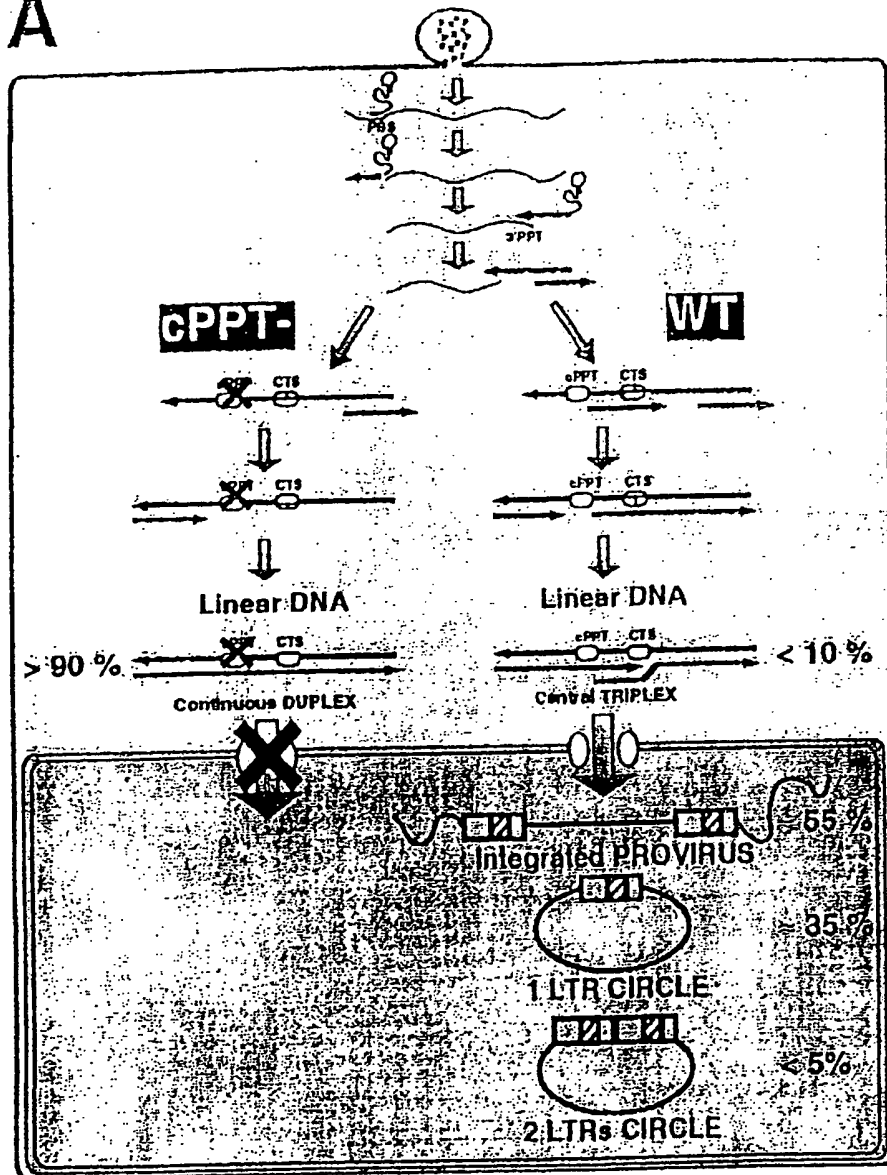 A
PBS
3'PPT
cPPT-
WT
CTS
cPPT CTS
CTS
cPPT CTS
Linear DNA
Linear DNA
> 90 %
CTS
cPPT CTS
< 10 %
Continuous DUPLEX
Central TRIPLEX
55 %
Integrated PROVIRUS
35 %
1 LTR CIRCLE
< 5%
2 LTRs CIRCLE